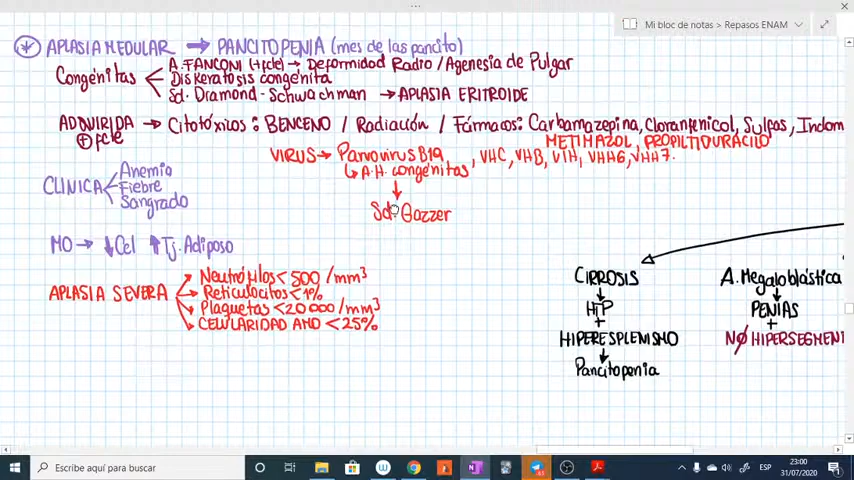 Mi bloc de notas > Repasos ENAM
* APLASIA MEDULAR → PANCITOPENIA (mes de las pancito)
Congénitas
A. FANCONI (+fcte) → Deformidad Radio / Agenesia de Pulgar
Diskeratosis congénita
Sd. Diamond-Schwachman → APLASIA ERITROIDE
ADQUIRIDA → Citotóxicos: BENCENO / Radiación / Fármacos: Carbamazepina, Cloranfenicol, Sulfas, Indom
⊕fcte
METIMAZOL, PROPILTIOURACILO
VIRUS → Parvovirus B19, VHC, VHB, VIH, VHH6, VHH7.
↳ A.H. congénitas
↓
Sd. Gazzer
CLINICA
Anemia
Fiebre
Sangrado
MO → ↓Cel ↑Tj. Adiposo
APLASIA SEVERA
Neutrófilos < 500 /mm³
Reticulocitos < 1%
Plaquetas < 20 000 /mm³
CELULARIDAD AMO < 25%
CIRROSIS
↓
HTP
+
HIPERESPLENISMO
↓
Pancitopenia
A. Megaloblástica
↓
PENIAS
+
NØ HIPERSEGMEN
Escribe aquí para buscar
ESP
23:00
31/07/2020